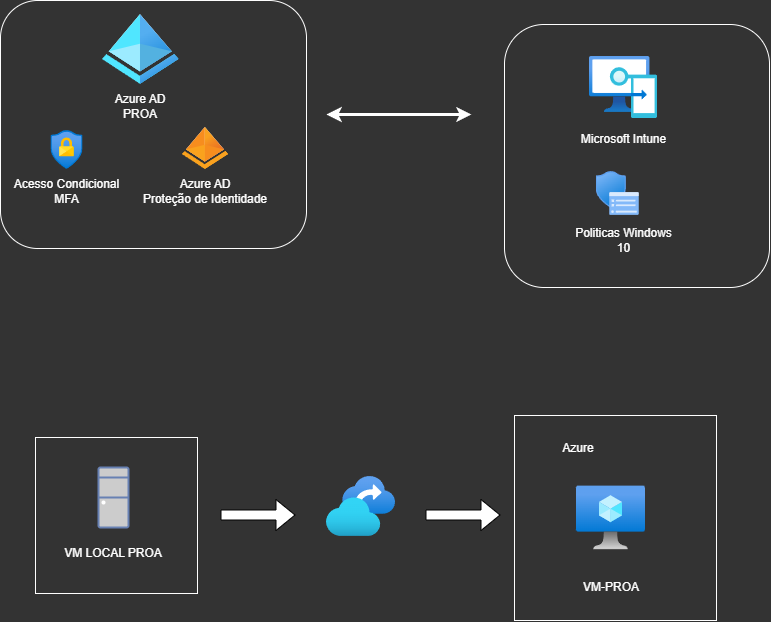 Azure AD
PROA
Acesso Condicional
MFA
Azure AD
Proteção de Identidade
Microsoft Intune
Politicas Windows
10
VM LOCAL PROA
Azure
VM-PROA